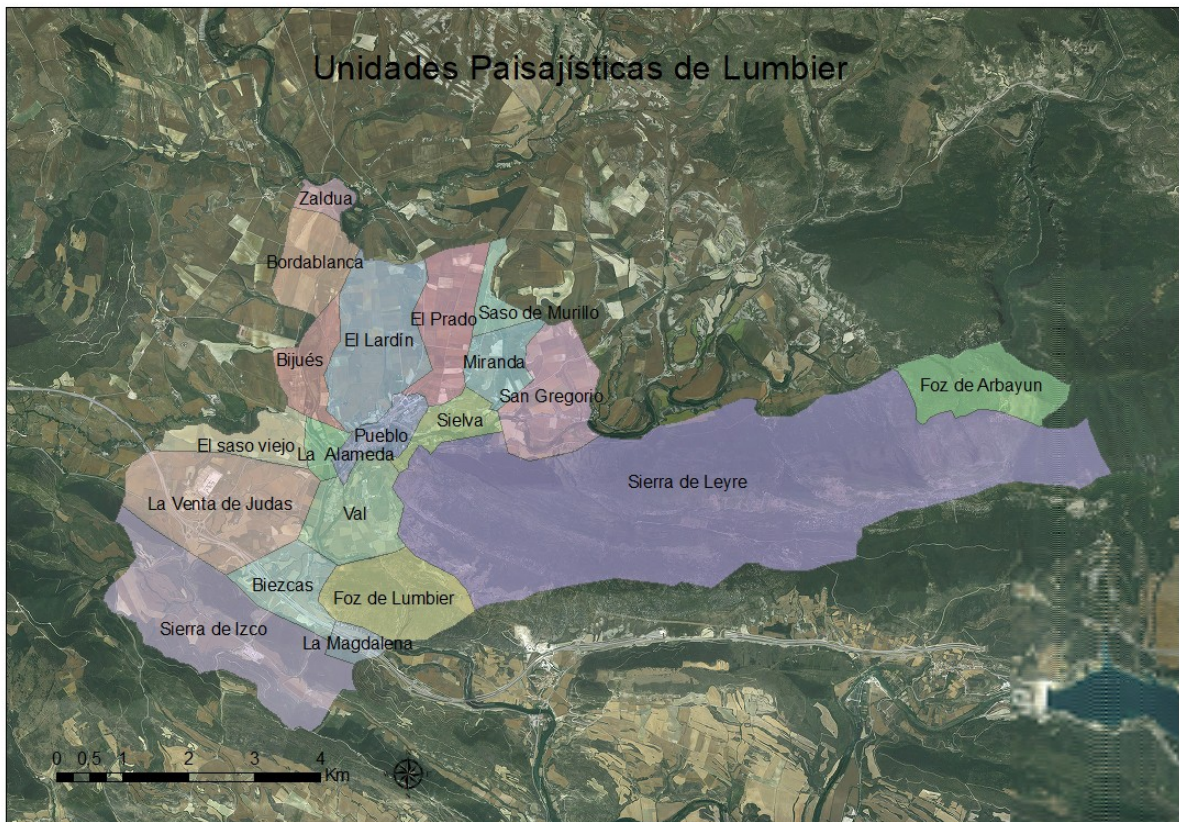 Unidades Paisajísticas de Lumbier
Zaldua
Bordablanca
Saso de Murillo
El Prado
El Lardín
Bijués
Miranda
Foz de Arbayun
San Gregorio
Sielva
Pueblo
El saso viejo
La Alameda
Sierra de Leyre
La Venta de Judas
Val
Biezcas
Foz de Lumbier
Sierra de Izco
La Magdalena
0 0,5 1 2 3 4
Km